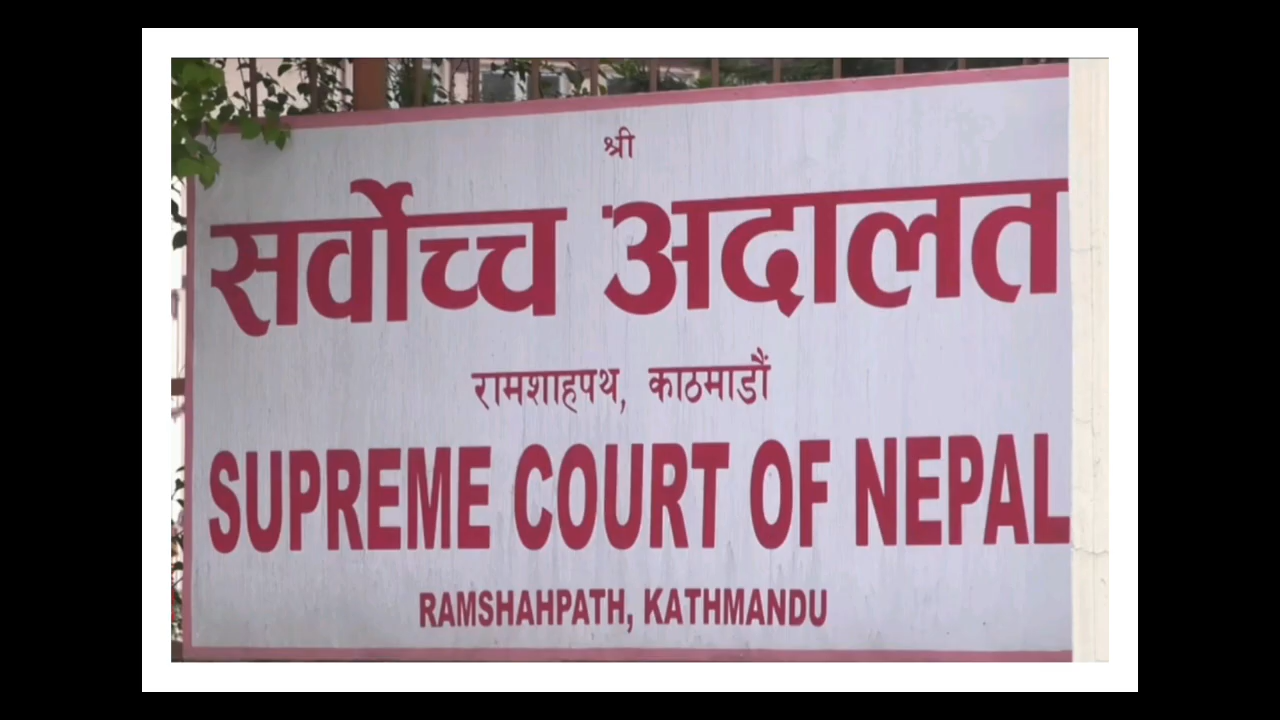 श्री
सर्वोच्च अदालत
रामशाहपथ, काठमाडौं
SUPREME COURT OF NEPAL
RAMSHAHPATH, KATHMANDU